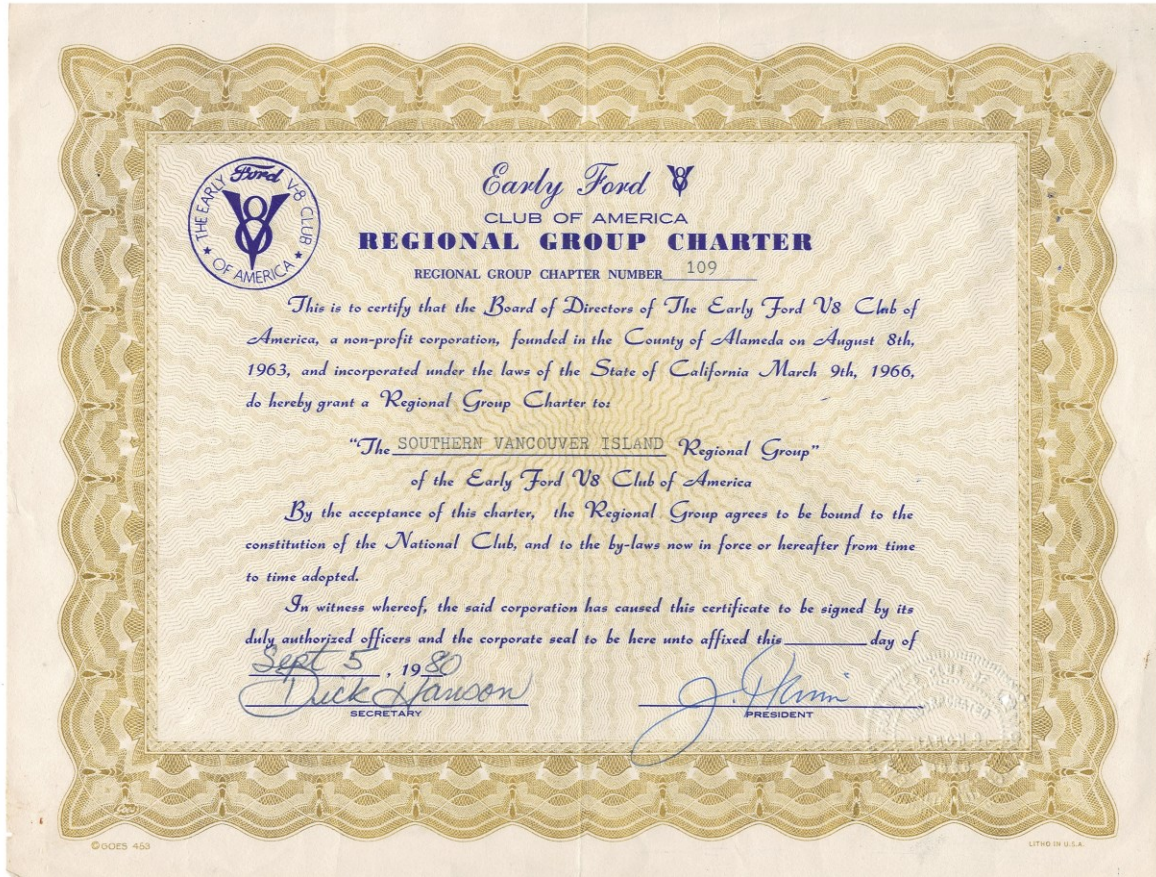 THE EARLY Ford V-8 CLUB
OF AMERICA
Early Ford V8
CLUB OF AMERICA
REGIONAL GROUP CHARTER
REGIONAL GROUP CHAPTER NUMBER 109
This is to certify that the Board of Directors of The Early Ford V8 Club of
America, a non-profit corporation, founded in the County of Alameda on August 8th,
1963, and incorporated under the laws of the State of California March 9th, 1966,
do hereby grant a Regional Group Charter to:
"The SOUTHERN VANCOUVER ISLAND Regional Group"
of the Early Ford V8 Club of America
By the acceptance of this charter, the Regional Group agrees to be bound to the
constitution of the National Club, and to the by-laws now in force or hereafter from time
to time adopted.
In witness whereof, the said corporation has caused this certificate to be signed by its
duly authorized officers and the corporate seal to be here unto affixed this ______ day of
Sept 5, 1980
Dick Hanson
SECRETARY
PRESIDENT
©GOES 453
LITHO IN U.S.A.